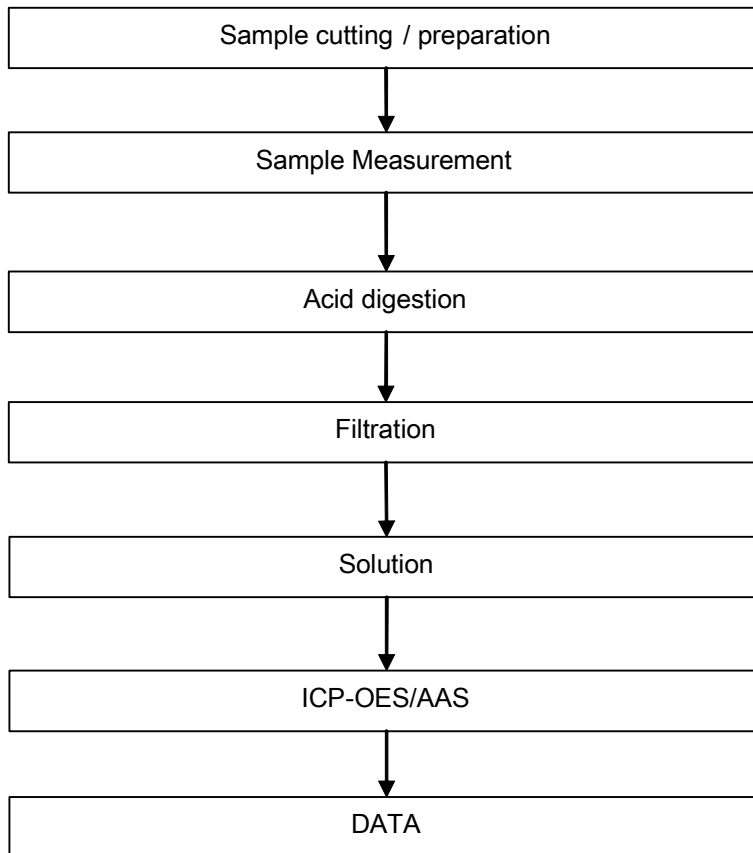 Sample cutting / preparation
Sample Measurement
Acid digestion
Filtration
Solution
ICP-OES/AAS
DATA